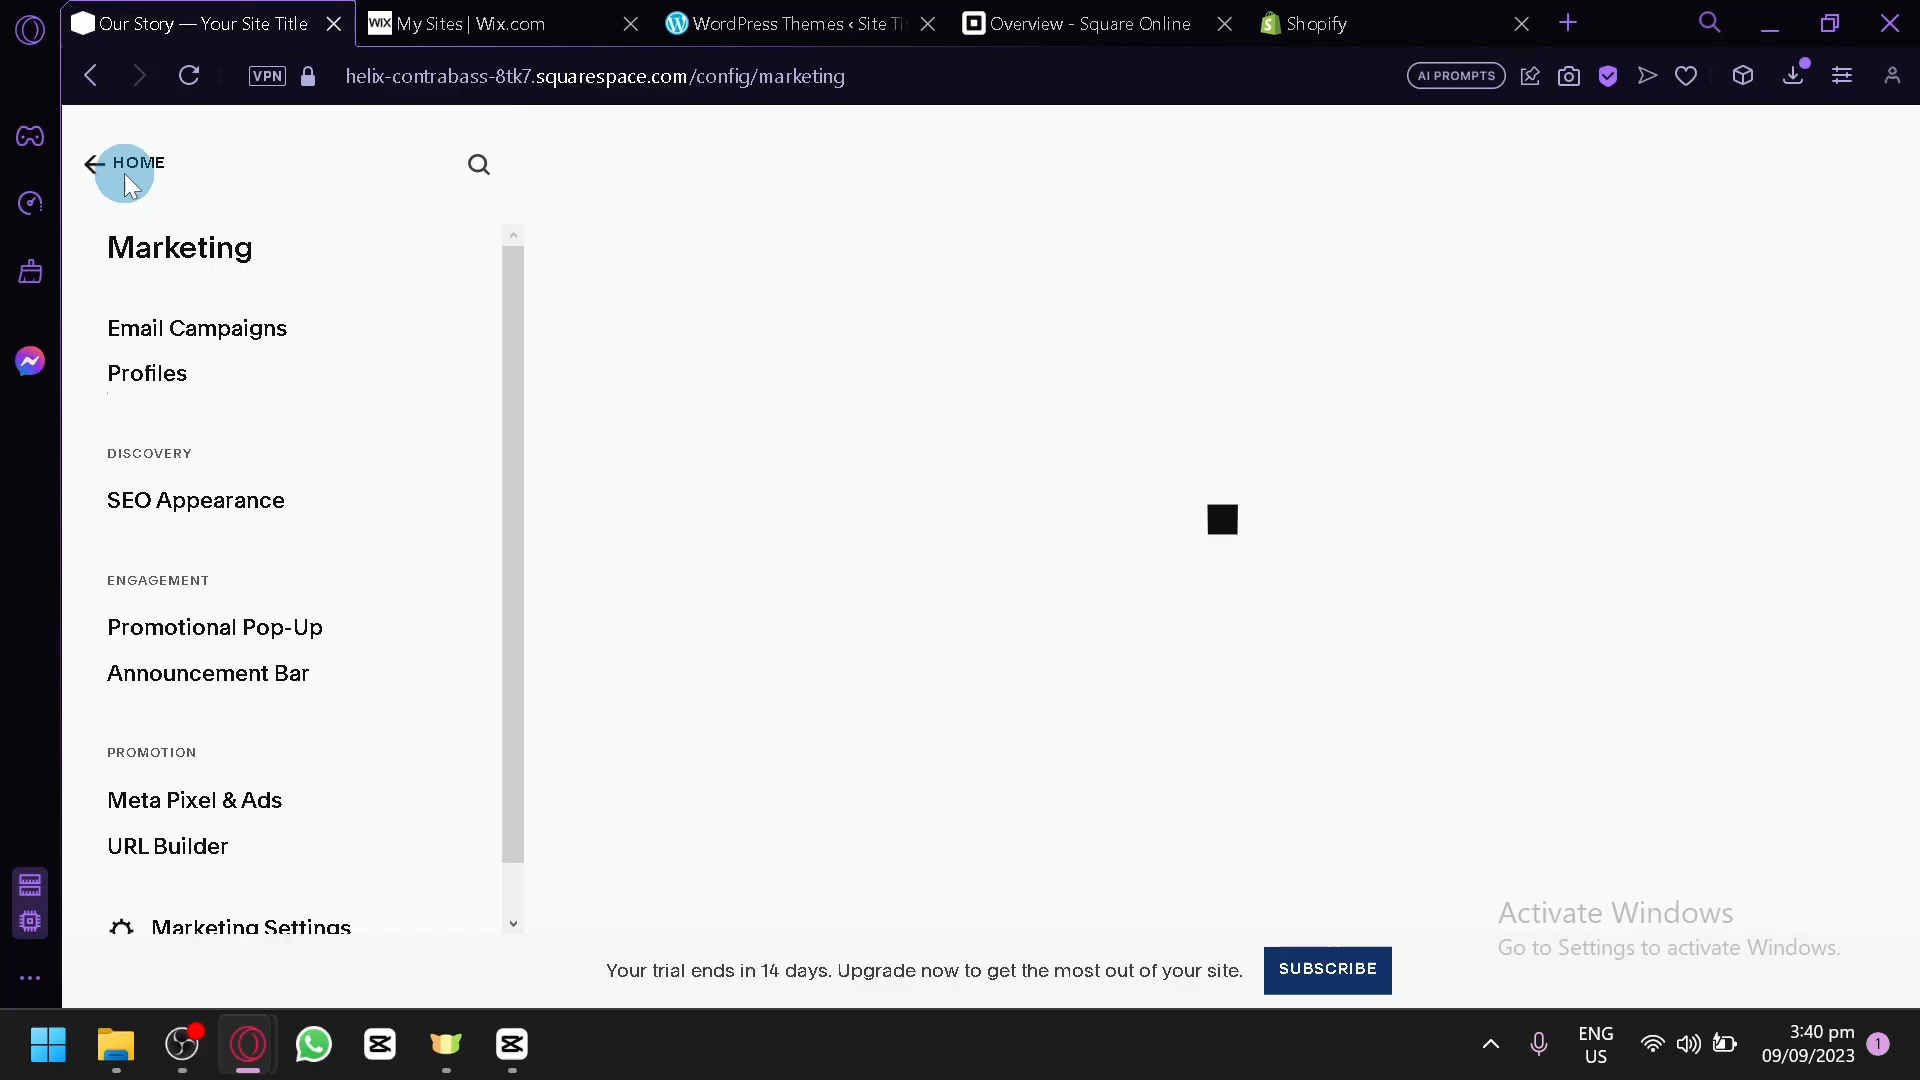 Our Story — Your Site Title
WIX
My Sites | Wix.com
WordPress Themes ‹ Site Tit
Overview - Square Online
Shopify
VPN
helix-contrabass-8tk7.squarespace.com/config/marketing
AI PROMPTS
HOME
Marketing
Email Campaigns
Profiles
DISCOVERY
SEO Appearance
ENGAGEMENT
Promotional Pop-Up
Announcement Bar
PROMOTION
Meta Pixel & Ads
URL Builder
Marketing Settings
Activate Windows
Go to Settings to activate Windows.
Your trial ends in 14 days. Upgrade now to get the most out of your site.
SUBSCRIBE
ENG
US
3:40 pm
09/09/2023
1